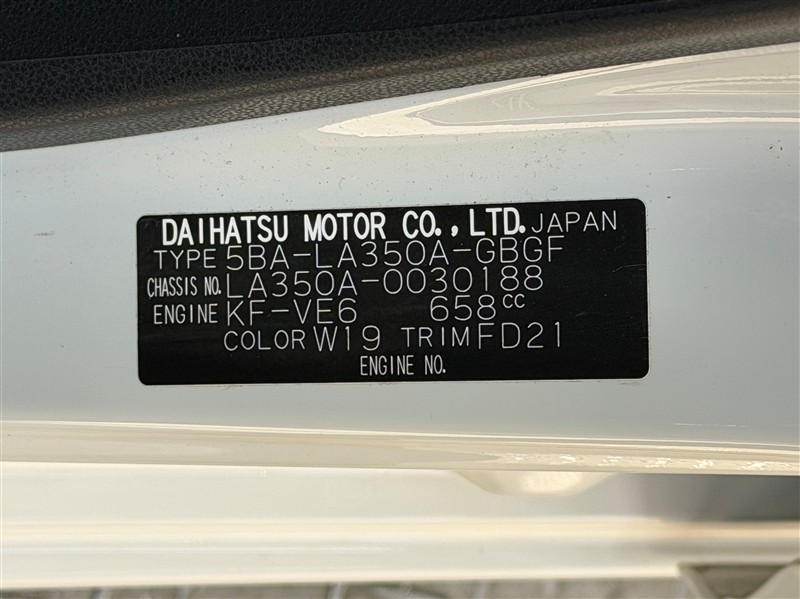 DAIHATSU MOTOR CO., LTD. JAPAN
TYPE 5BA-LA350A-GBGF
CHASSIS NO. LA350A-0030188
ENGINE KF-VE6 658cc
COLOR W19 TRIM FD21
ENGINE NO.